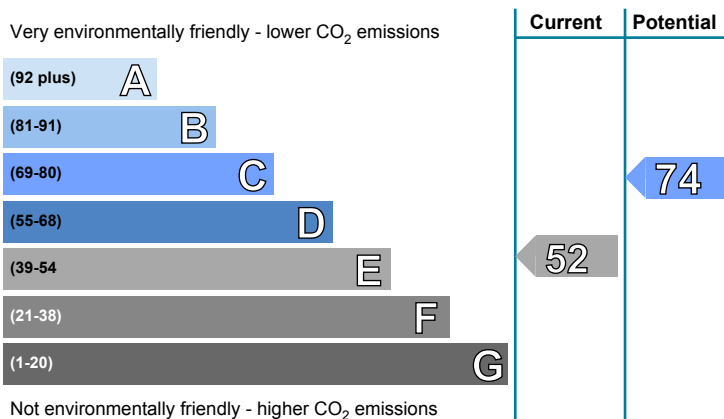 Current Potential
Very environmentally friendly - lower CO2 emissions
(92 plus) A
(81-91) B
(69-80) C 74
(55-68) D
(39-54 E 52
(21-38) F
(1-20) G
Not environmentally friendly - higher CO2 emissions